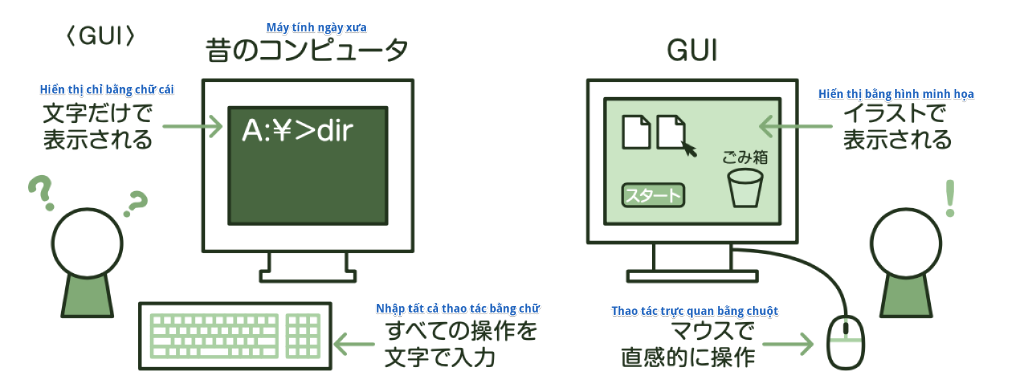 〈GUI〉
Máy tính ngày xưa
昔のコンピュータ
Hiển thị chỉ bằng chữ cái
文字だけで
表示される
A:¥>dir
?
?
Nhập tất cả thao tác bằng chữ
すべての操作を
文字で入力
GUI
Hiển thị bằng hình minh họa
イラストで
表示される
ごみ箱
スタート
!
Thao tác trực quan bằng chuột
マウスで
直感的に操作